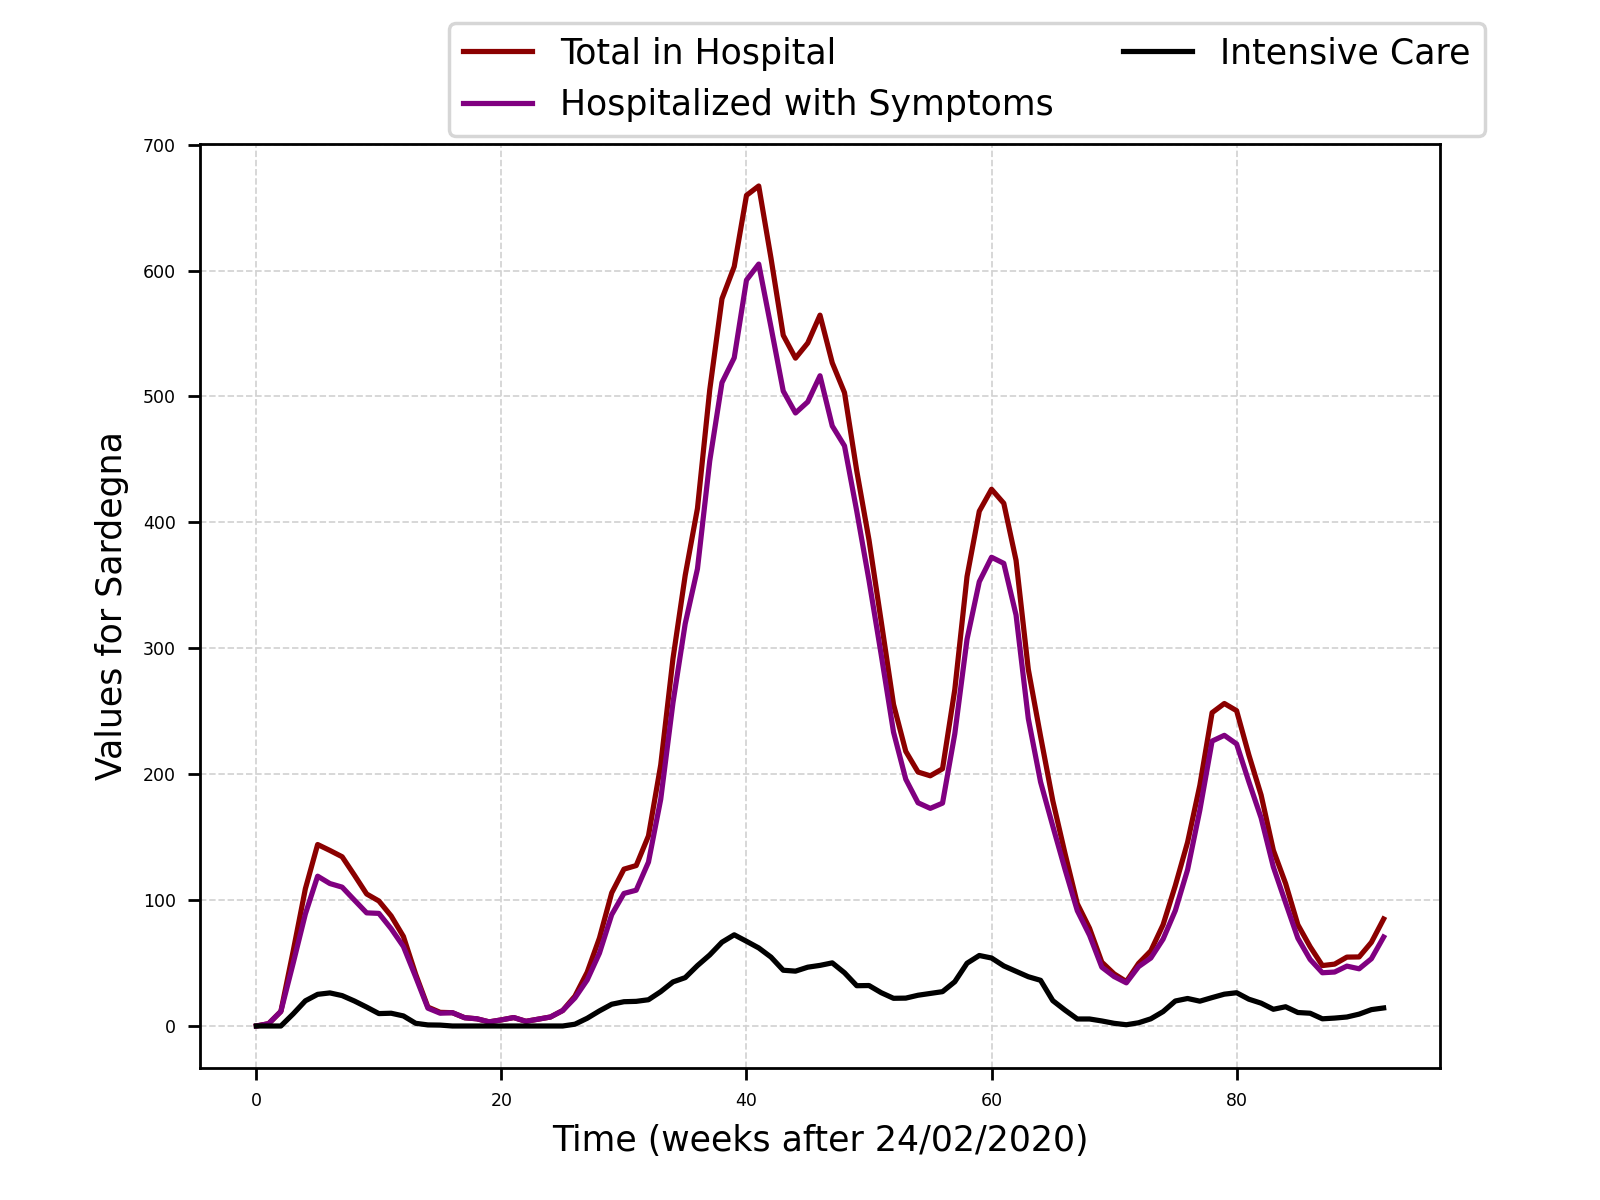 Total in Hospital
Hospitalized with Symptoms
Intensive Care
700
600
500
400
300
200
100
0
Values for Sardegna
0 20 40 60 80
Time (weeks after 24/02/2020)